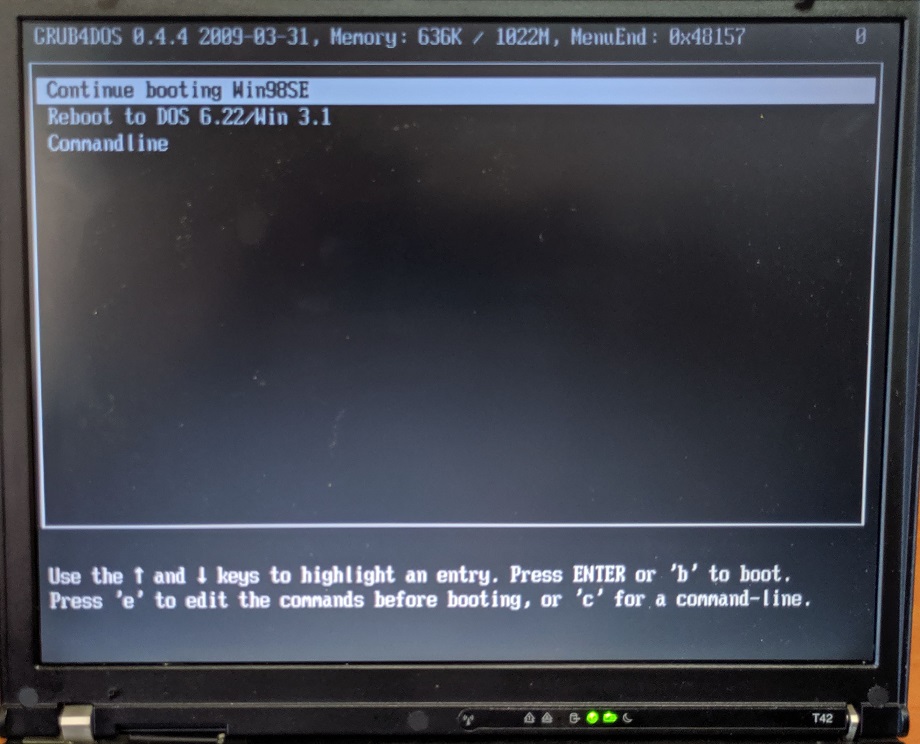 GRUB4DOS 0.4.4 2009-03-31, Memory: 636K / 1022M, MenuEnd: 0x48157 0
Continue booting Win98SE
Reboot to DOS 6.22/Win 3.1
Commandline
Use the ↑ and ↓ keys to highlight an entry. Press ENTER or 'b' to boot.
Press 'e' to edit the commands before booting, or 'c' for a command-line.
T42